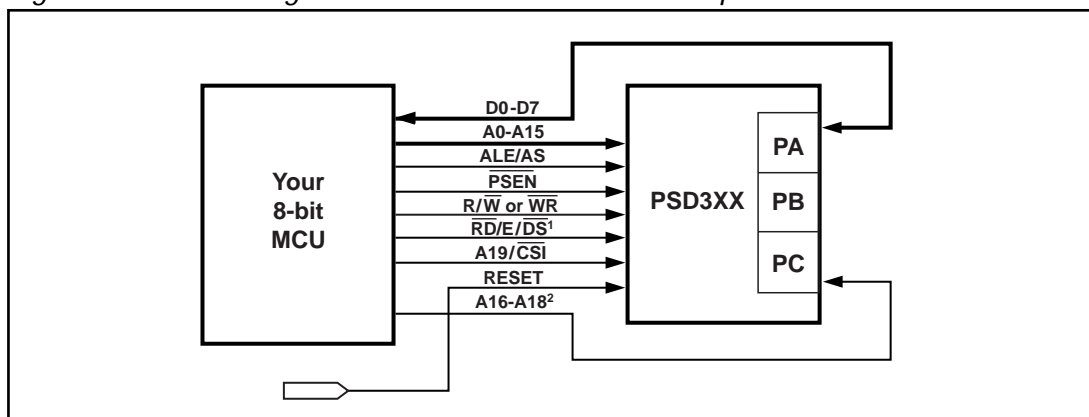 Your
8-bit
MCU
D0-D7
A0-A15
ALE/AS
PSEN
R/W or WR
RD/E/DS1
A19/CSI
RESET
A16-A182
PSD3XX
PA
PB
PC